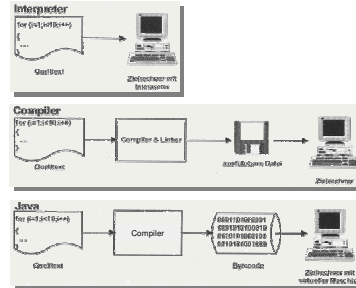 Interpreter
for (i=1;i<10;i++)
{
...
}
Quelltext
Zielrechner mit
Interpreter
Compiler
for (i=1;i<10;i++)
{
...
}
Quelltext
Compiler & Linker
ausführbare Datei
Zielrechner
Java
for (i=1;i<10;i++)
{
...
}
Quelltext
Compiler
Bytecode
Zielrechner mit
virtueller Maschine